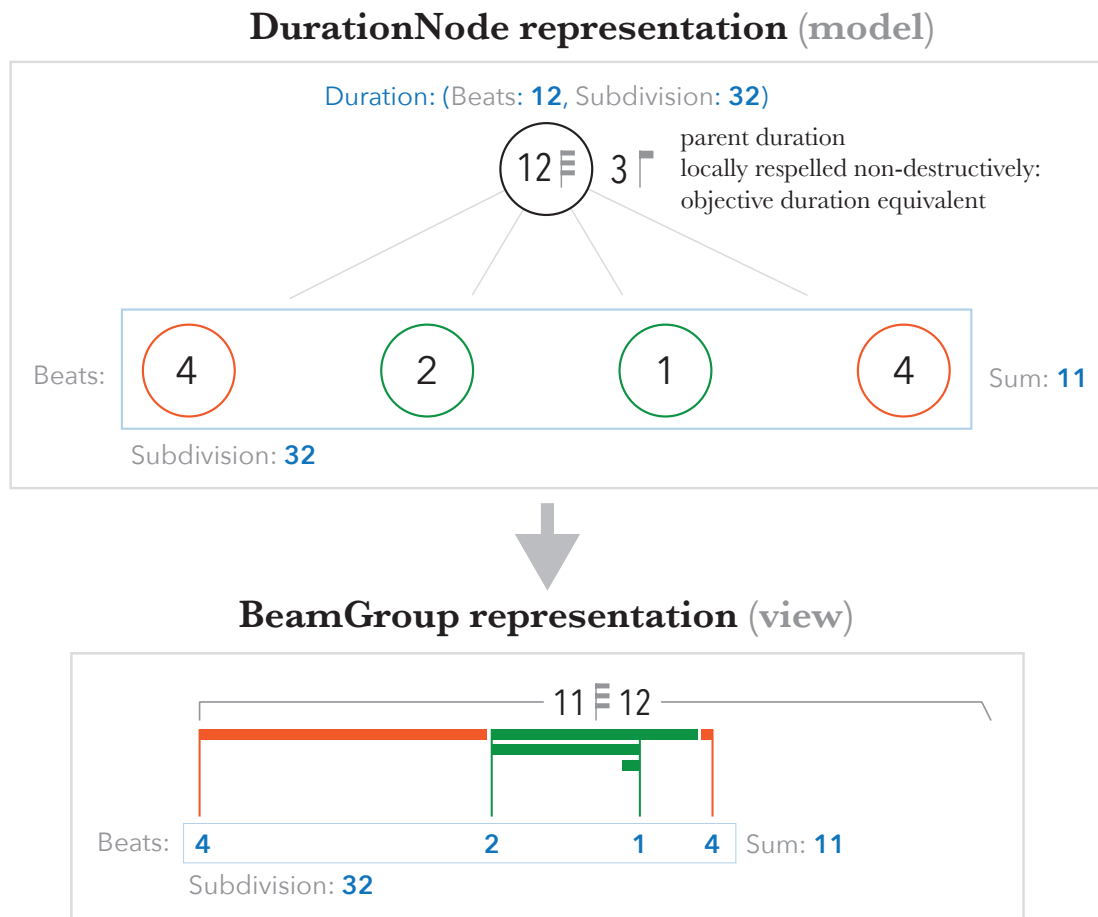 DurationNode representation (model)
Duration: (Beats: 12, Subdivision: 32)
12 3
parent duration
locally respelled non-destructively:
objective duration equivalent
Beats: 4 2 1 4 Sum: 11
Subdivision: 32
BeamGroup representation (view)
11 12
Beats: 4 2 1 4 Sum: 11
Subdivision: 32